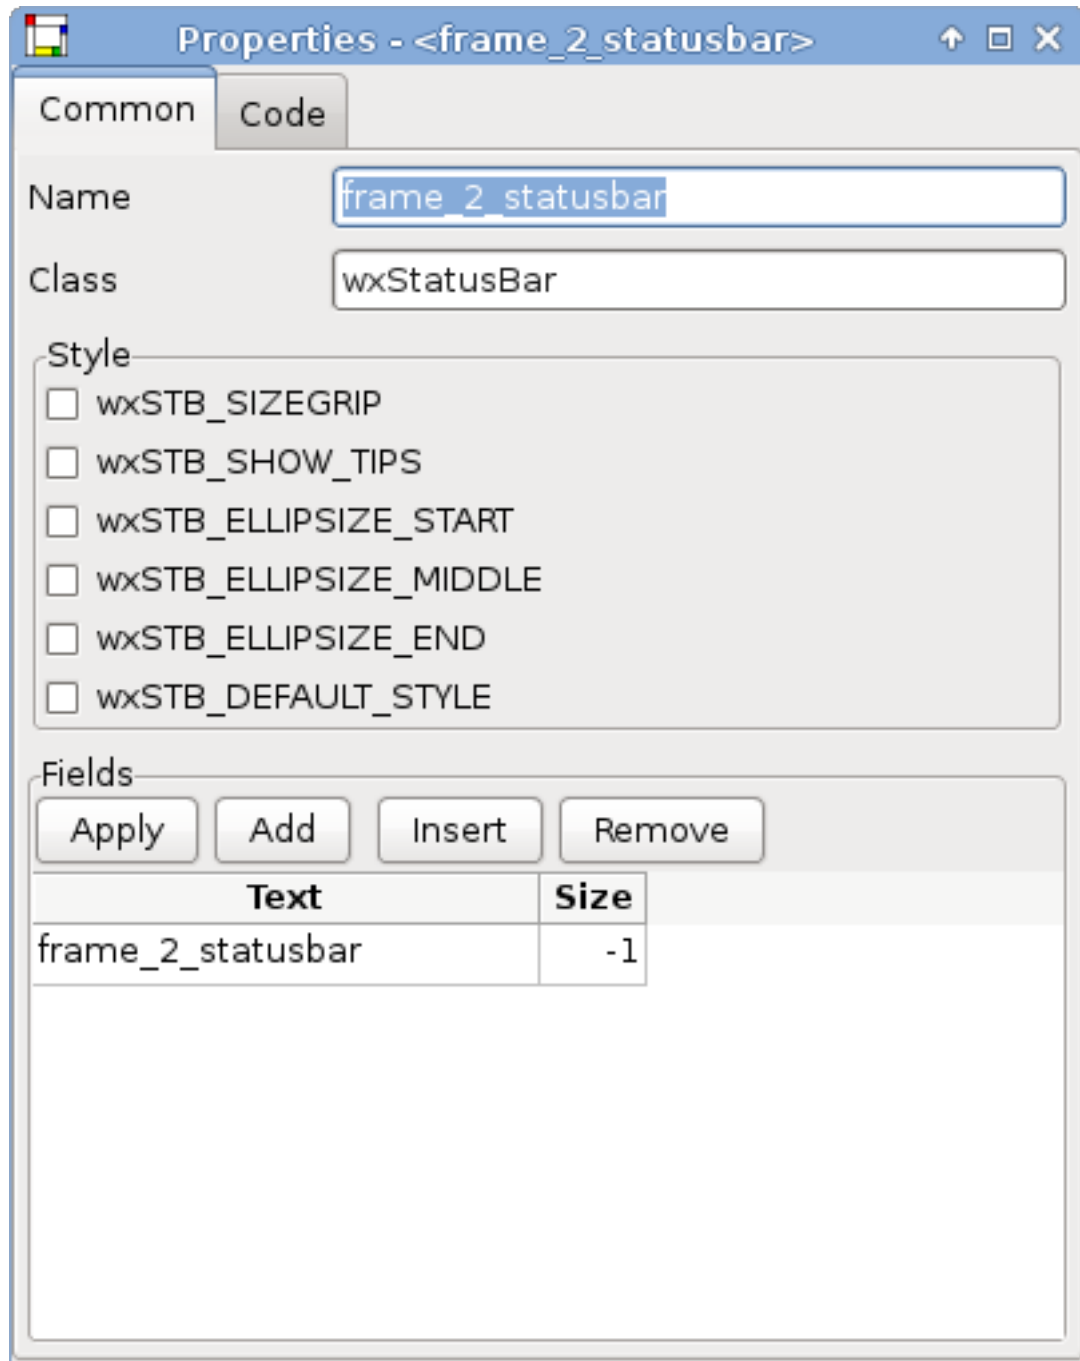 Properties - <frame_2_statusbar>
Common Code
Name frame_2_statusbar
Class wxStatusBar
Style
wxSTB_SIZEGRIP
wxSTB_SHOW_TIPS
wxSTB_ELLIPSIZE_START
wxSTB_ELLIPSIZE_MIDDLE
wxSTB_ELLIPSIZE_END
wxSTB_DEFAULT_STYLE
Fields
Apply Add Insert Remove
Text Size
frame_2_statusbar -1